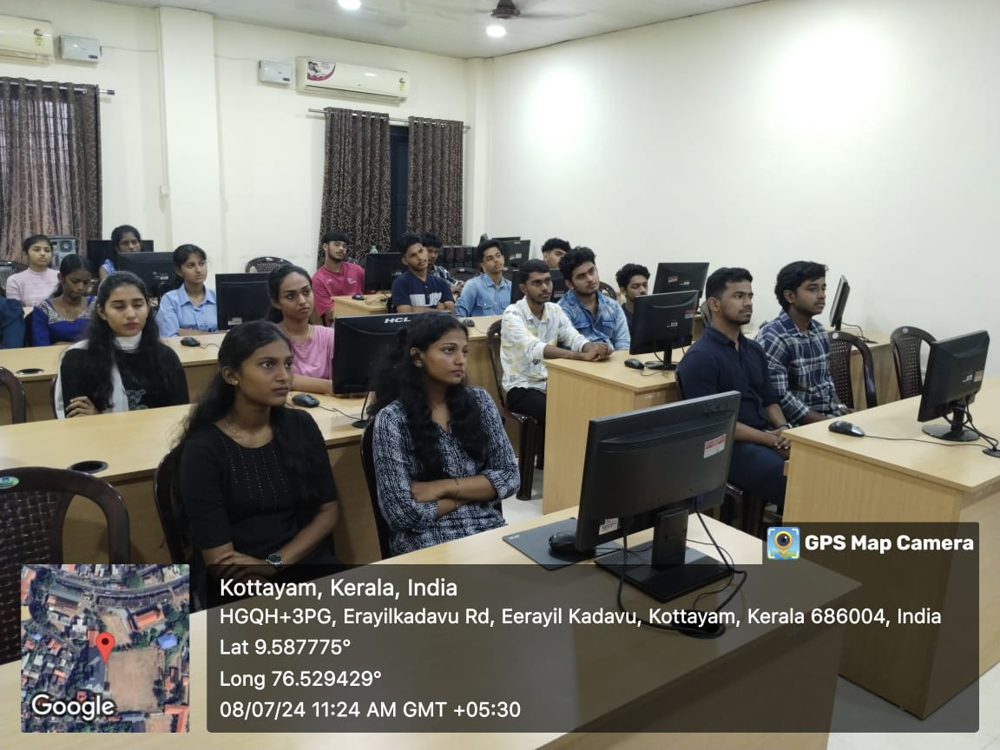 HCL
GPS Map Camera
Kottayam, Kerala, India
HGQH+3PG, Erayilkadavu Rd, Eerayil Kadavu, Kottayam, Kerala 686004, India
Lat 9.587775°
Long 76.529429°
08/07/24 11:24 AM GMT +05:30
Google